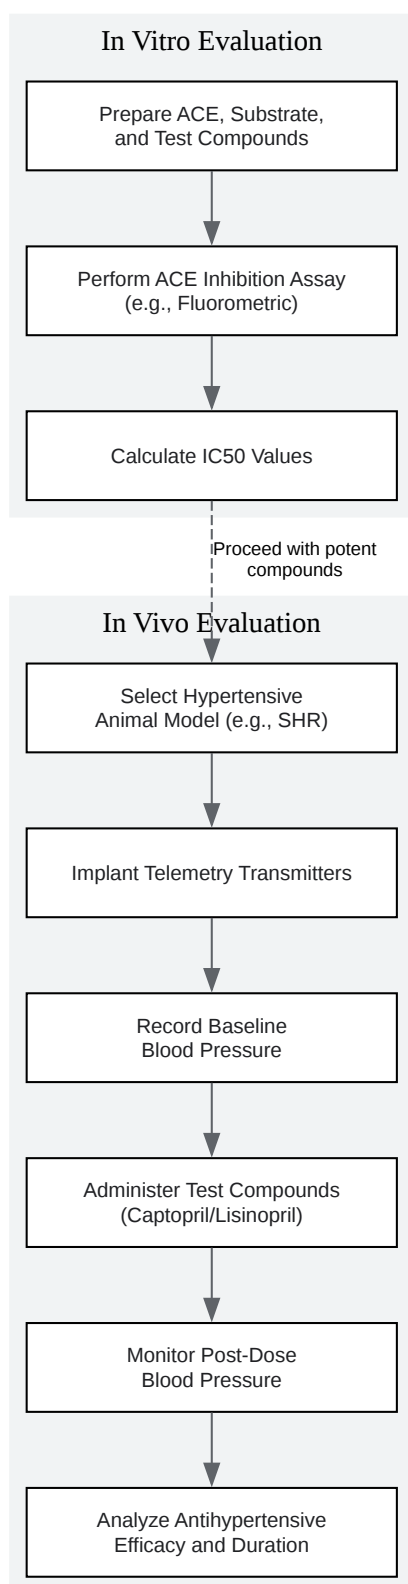 In Vitro Evaluation
Prepare ACE, Substrate,
and Test Compounds
Perform ACE Inhibition Assay
(e.g., Fluorometric)
Calculate IC50 Values
Proceed with potent
compounds
In Vivo Evaluation
Select Hypertensive
Animal Model (e.g., SHR)
Implant Telemetry Transmitters
Record Baseline
Blood Pressure
Administer Test Compounds
(Captopril/Lisinopril)
Monitor Post-Dose
Blood Pressure
Analyze Antihypertensive
Efficacy and Duration